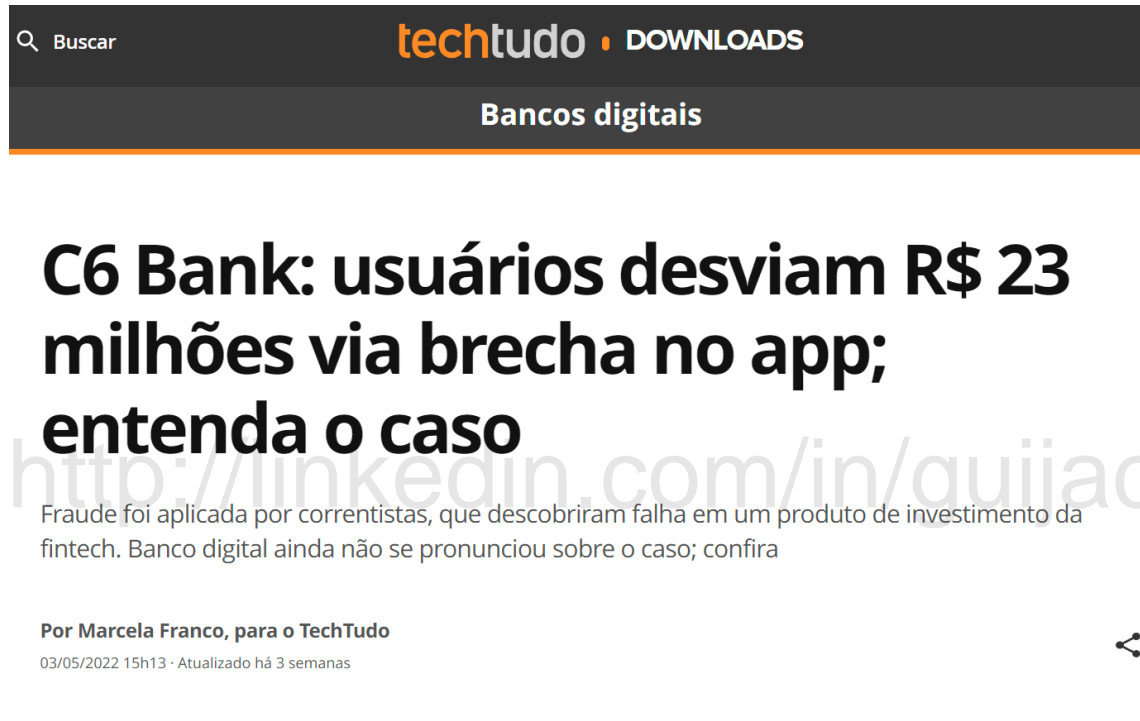 Buscar
techtudo DOWNLOADS
Bancos digitais
C6 Bank: usuários desviam R$ 23
milhões via brecha no app;
entenda o caso
http://linkedin.com/in/guijac
Fraude foi aplicada por correntistas, que descobriram falha em um produto de investimento da
fintech. Banco digital ainda não se pronunciou sobre o caso; confira
Por Marcela Franco, para o TechTudo
03/05/2022 15h13 · Atualizado há 3 semanas